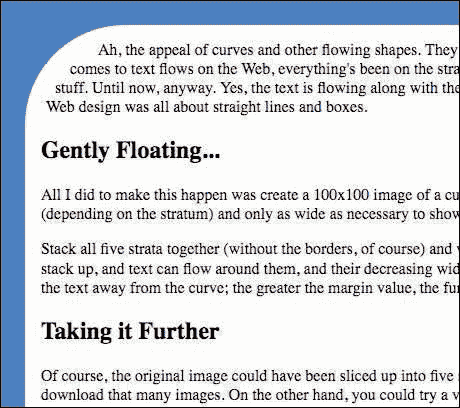 Ah, the appeal of curves and other flowing shapes. They
comes to text flows on the Web, everything's been on the stra
stuff. Until now, anyway. Yes, the text is flowing along with the
Web design was all about straight lines and boxes.
Gently Floating...
All I did to make this happen was create a 100x100 image of a cu
(depending on the stratum) and only as wide as necessary to show
Stack all five strata together (without the borders, of course) and
stack up, and text can flow around them, and their decreasing wid
the text away from the curve; the greater the margin value, the fur
Taking it Further
Of course, the original image could have been sliced up into five
download that many images. On the other hand, you could try a v